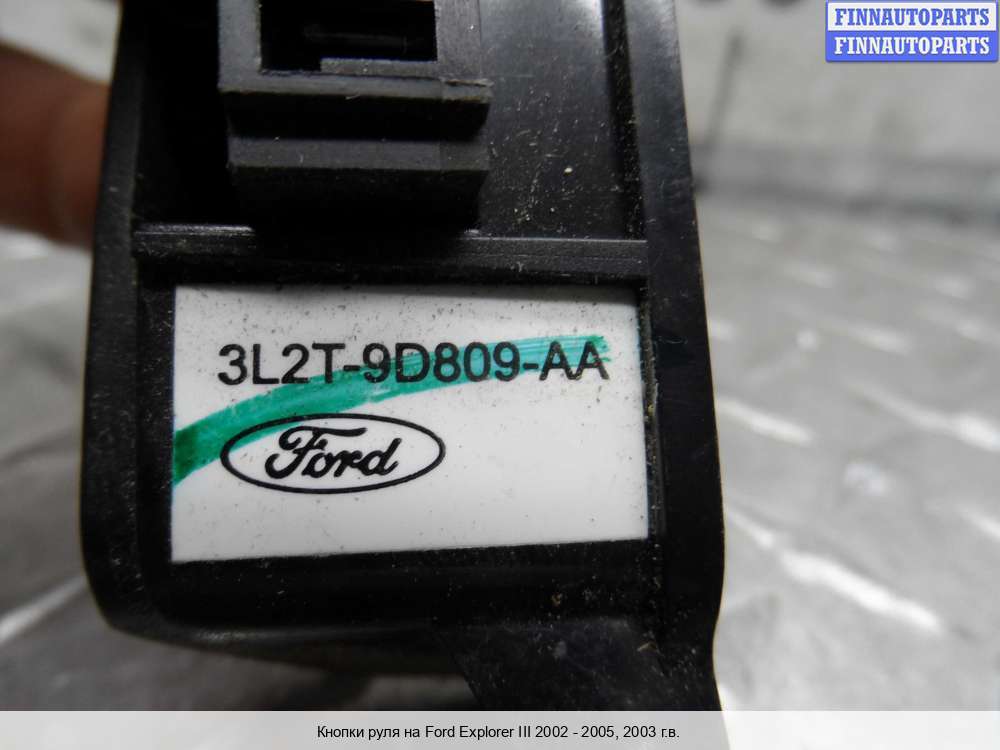 FINNAUTOPARTS
FINNAUTOPARTS
3L2T-9D809-AA
Ford
Кнопки руля на Ford Explorer III 2002 - 2005, 2003 г.в.